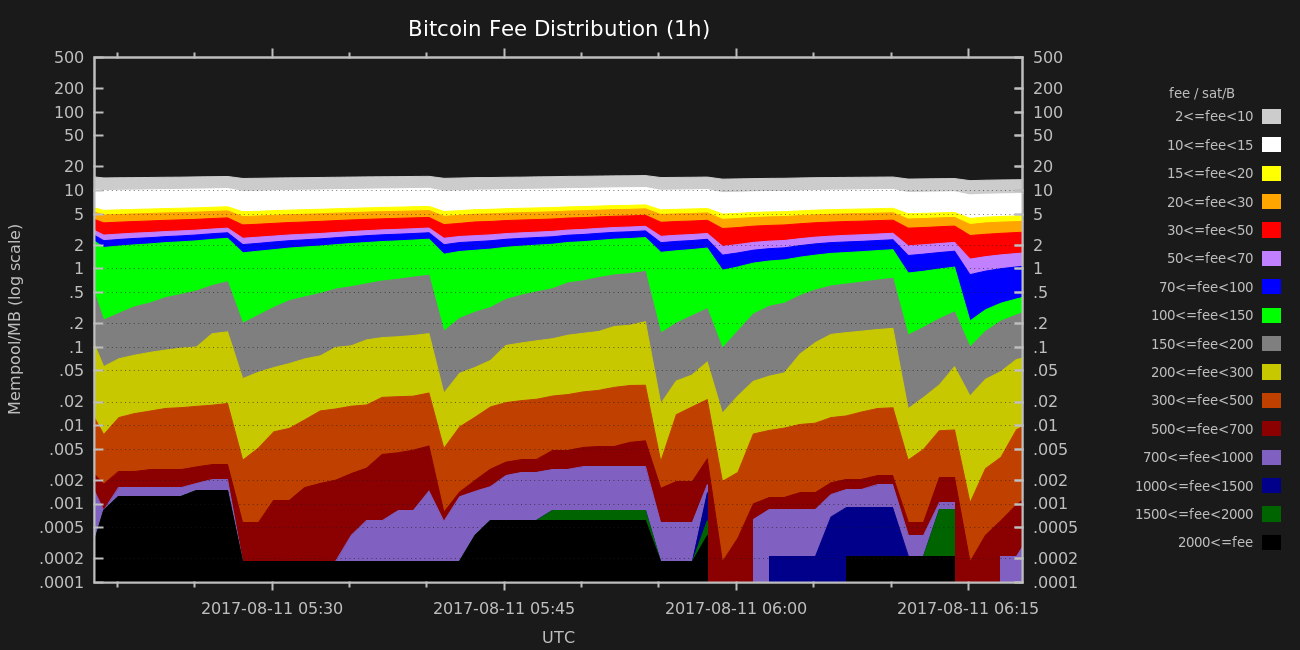 Bitcoin Fee Distribution (1h)
Mempool/MB (log scale)
500
200
100
50
20
10
5
2
1
.5
.2
.1
.05
.02
.01
.005
.002
.001
.0005
.0002
.0001
500
200
100
50
20
10
5
2
1
.5
.2
.1
.05
.02
.01
.005
.002
.001
.0005
.0002
.0001
2017-08-11 05:30 2017-08-11 05:45 2017-08-11 06:00 2017-08-11 06:15
UTC
fee / sat/B
2<=fee<10
10<=fee<15
15<=fee<20
20<=fee<30
30<=fee<50
50<=fee<70
70<=fee<100
100<=fee<150
150<=fee<200
200<=fee<300
300<=fee<500
500<=fee<700
700<=fee<1000
1000<=fee<1500
1500<=fee<2000
2000<=fee